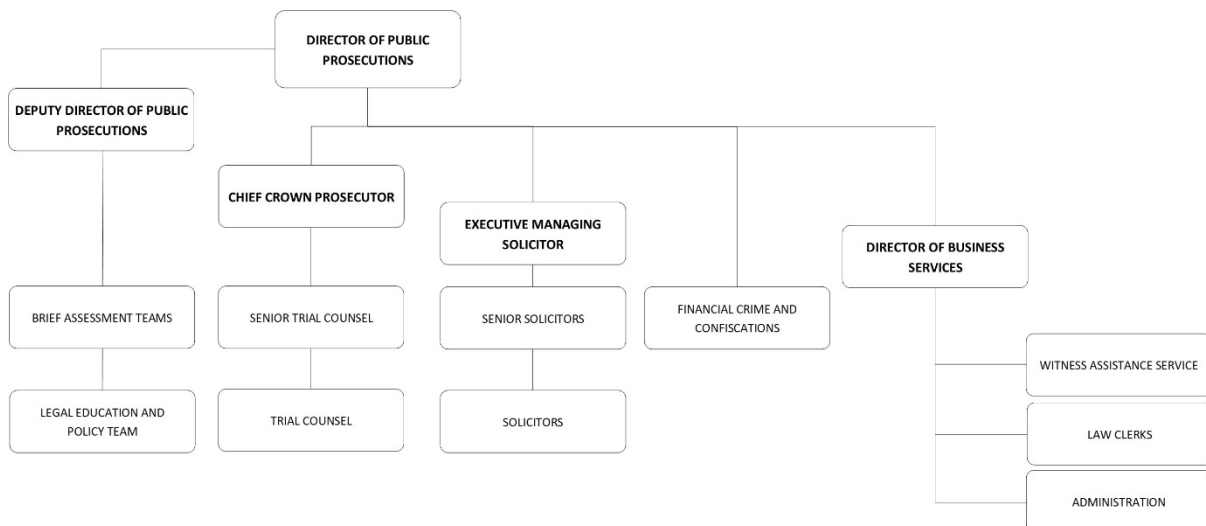 DIRECTOR OF PUBLIC
PROSECUTIONS
DEPUTY DIRECTOR OF PUBLIC
PROSECUTIONS
CHIEF CROWN PROSECUTOR
EXECUTIVE MANAGING
SOLICITOR
DIRECTOR OF BUSINESS
SERVICES
BRIEF ASSESSMENT TEAMS
SENIOR TRIAL COUNSEL
SENIOR SOLICITORS
FINANCIAL CRIME AND
CONFISCATIONS
WITNESS ASSISTANCE SERVICE
LEGAL EDUCATION AND
POLICY TEAM
TRIAL COUNSEL
SOLICITORS
LAW CLERKS
ADMINISTRATION